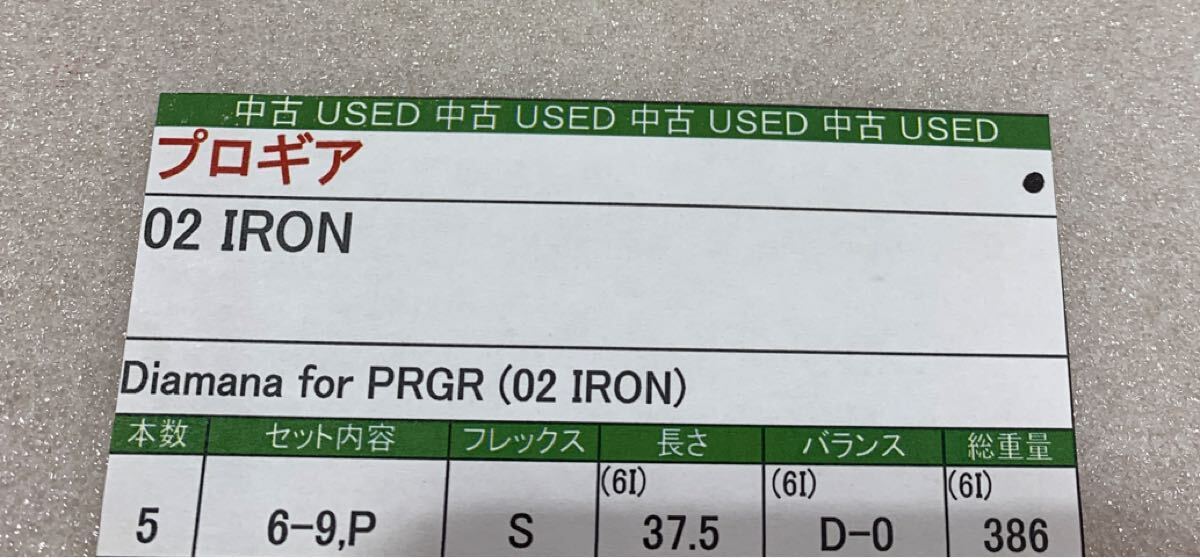 中古 USED 中古 USED 中古 USED 中古 USED
プロギア
02 IRON
Diamana for PRGR (02 IRON)
本数 セット内容 フレックス 長さ バランス 総重量
(6I) (6I) (6I)
5 6-9,P S 37.5 D-0 386